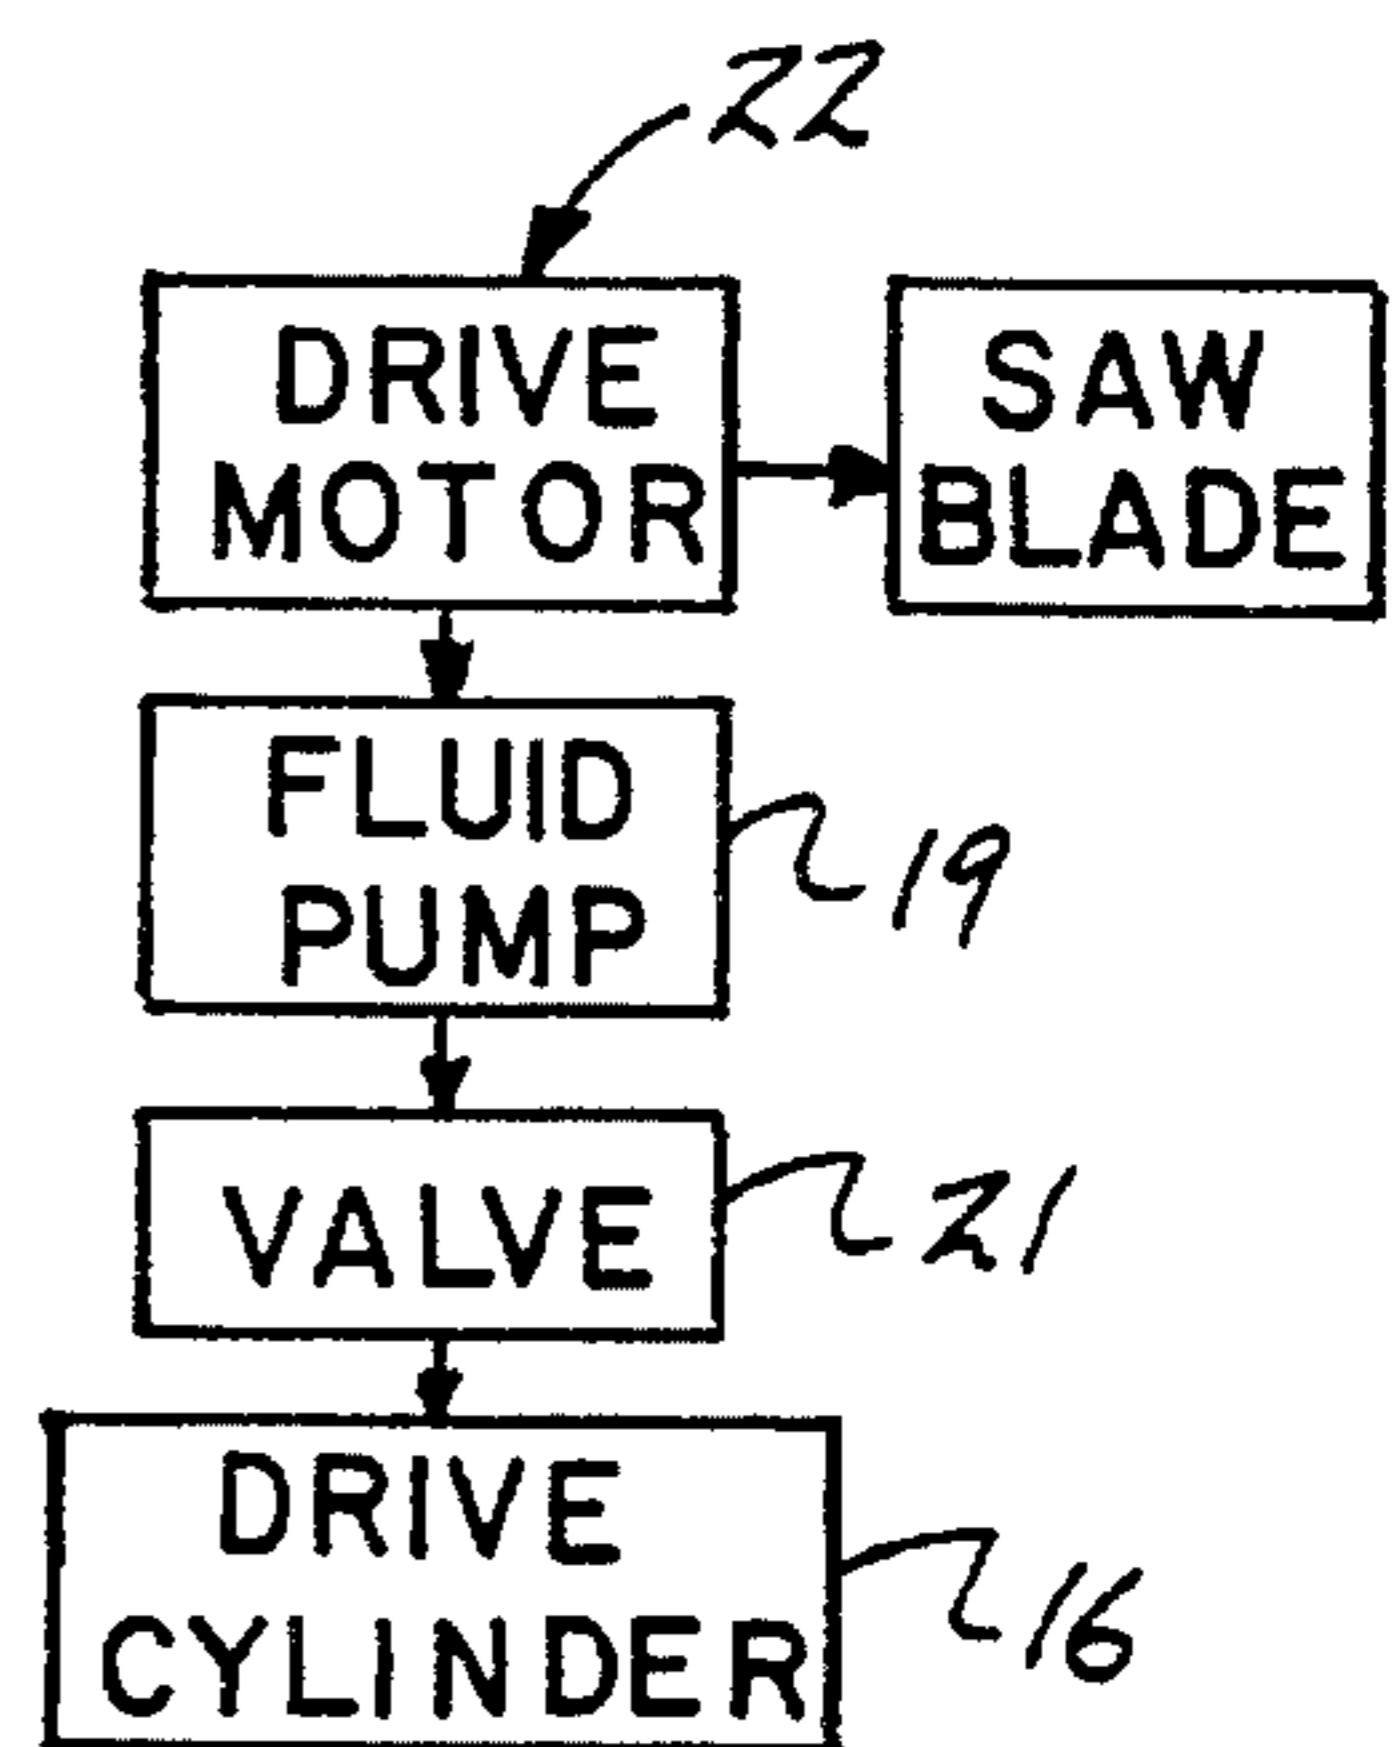 22
DRIVE
MOTOR
SAW
BLADE
FLUID
PUMP
19
VALVE
21
DRIVE
CYLINDER
16